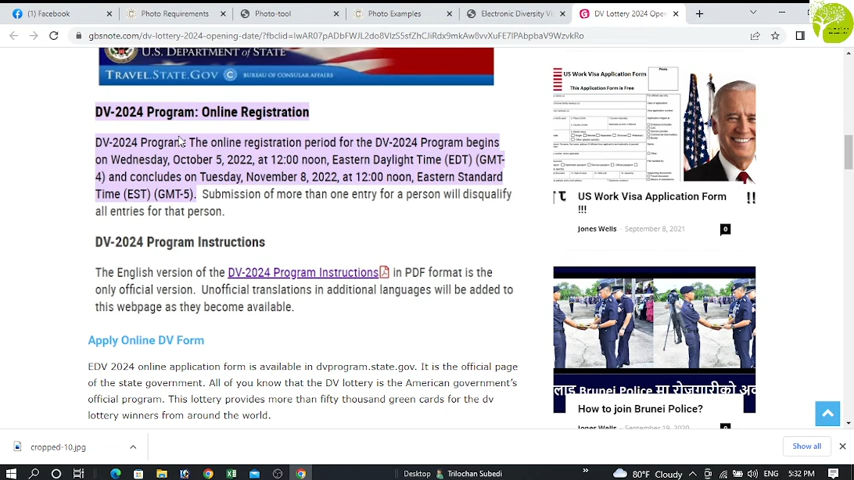 Facebook
Photo Requirements
Photo-tool
Photo Examples
Electronic Diversity Vi
DV Lottery 2024 Ope
gbsnote.com/dv-lottery-2024-opening-date/?fbclid=
U.S. DEPARTMENT of STATE
TRAVEL.STATE.GOV BUREAU OF CONSULAR AFFAIRS
DV-2024 Program: Online Registration
DV-2024 Program: The online registration period for the DV-2024 Program begins
on Wednesday, October 5, 2022, at 12:00 noon, Eastern Daylight Time (EDT) (GMT-
4) and concludes on Tuesday, November 8, 2022, at 12:00 noon, Eastern Standard
Time (EST) (GMT-5). Submission of more than one entry for a person will disqualify
all entries for that person.
DV-2024 Program Instructions
The English version of the DV-2024 Program Instructions in PDF format is the
only official version. Unofficial translations in additional languages will be added to
this webpage as they become available.
Apply Online DV Form
EDV 2024 online application form is available in dvprogram.state.gov. It is the official page
of the state government. All of you know that the DV lottery is the American government's
official program. This lottery provides more than fifty thousand green cards for the dv
lottery winners from around the world.
US Work Visa Application Form
This Application Form is Free
US Work Visa Application Form
!!!
Jones Wells - September 8, 2021
0
Brunei Police मा रोजगारीको
How to join Brunei Police?
Jones Wells - September 19, 2020
0
cropped-10.jpg
Show all
Desktop
Trilochan Subedi
80°F Cloudy
ENG
5:32 PM